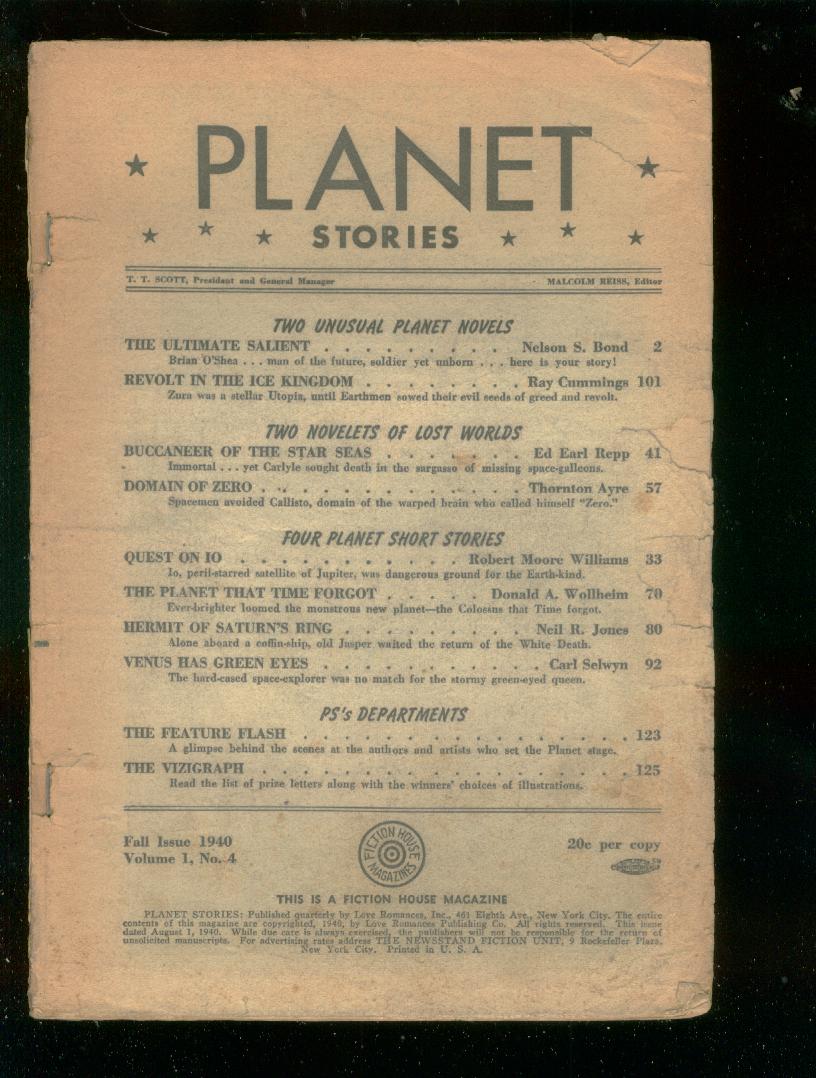 PLANET
STORIES
T. T. SCOTT, President and General Manager MALCOLM REISS, Editor
TWO UNUSUAL PLANET NOVELS
THE ULTIMATE SALIENT . . . . . . . . . Nelson S. Bond 2
Brian O'Shea . . . man of the future, soldier yet unborn . . . here is your story!
REVOLT IN THE ICE KINGDOM . . . . . . . . Ray Cummings 101
Zura was a stellar Utopia, until Earthmen sowed their evil seeds of greed and revolt.
TWO NOVELETS OF LOST WORLDS
BUCCANEER OF THE STAR SEAS . . . . . . . Ed Earl Repp 41
Immortal . . . yet Carlyle sought death in the sargasso of missing space-galleons.
DOMAIN OF ZERO . . . . . . . . . . . . . Thornton Ayre 57
Spacemen avoided Callisto, domain of the warped brain who called himself "Zero."
FOUR PLANET SHORT STORIES
QUEST ON IO . . . . . . . . . . . Robert Moore Williams 33
Io, peril-starred satellite of Jupiter, was dangerous ground for the Earth-kind.
THE PLANET THAT TIME FORGOT . . . . . Donald A. Wollheim 70
Ever-brighter loomed the monstrous new planet—the Colossus that Time forgot.
HERMIT OF SATURN'S RING . . . . . . . . . Neil R. Jones 80
Alone aboard a coffin-ship, old Jasper waited the return of the White Death.
VENUS HAS GREEN EYES . . . . . . . . . . . Carl Selwyn 92
The hard-cased space-explorer was no match for the stormy green-eyed queen.
PS's DEPARTMENTS
THE FEATURE FLASH . . . . . . . . . . . . . . . . 123
A glimpse behind the scenes at the authors and artists who set the Planet stage.
THE VIZIGRAPH . . . . . . . . . . . . . . . . . . 125
Read the list of prize letters along with the winners' choices of illustrations.
Fall Issue 1940 20c per copy
Volume 1, No. 4
FICTION HOUSE
MAGAZINES
THIS IS A FICTION HOUSE MAGAZINE
PLANET STORIES: Published quarterly by Love Romances, Inc., 461 Eighth Ave., New York City. The entire
contents of this magazine are copyrighted, 1940, by Love Romances Publishing Co. All rights reserved. This issue
dated August 1, 1940. While due care is always exercised, the publishers will not be responsible for the return of
unsolicited manuscripts. For advertising rates address THE NEWSSTAND FICTION UNIT, 9 Rockefeller Plaza,
New York City. Printed in U. S. A.